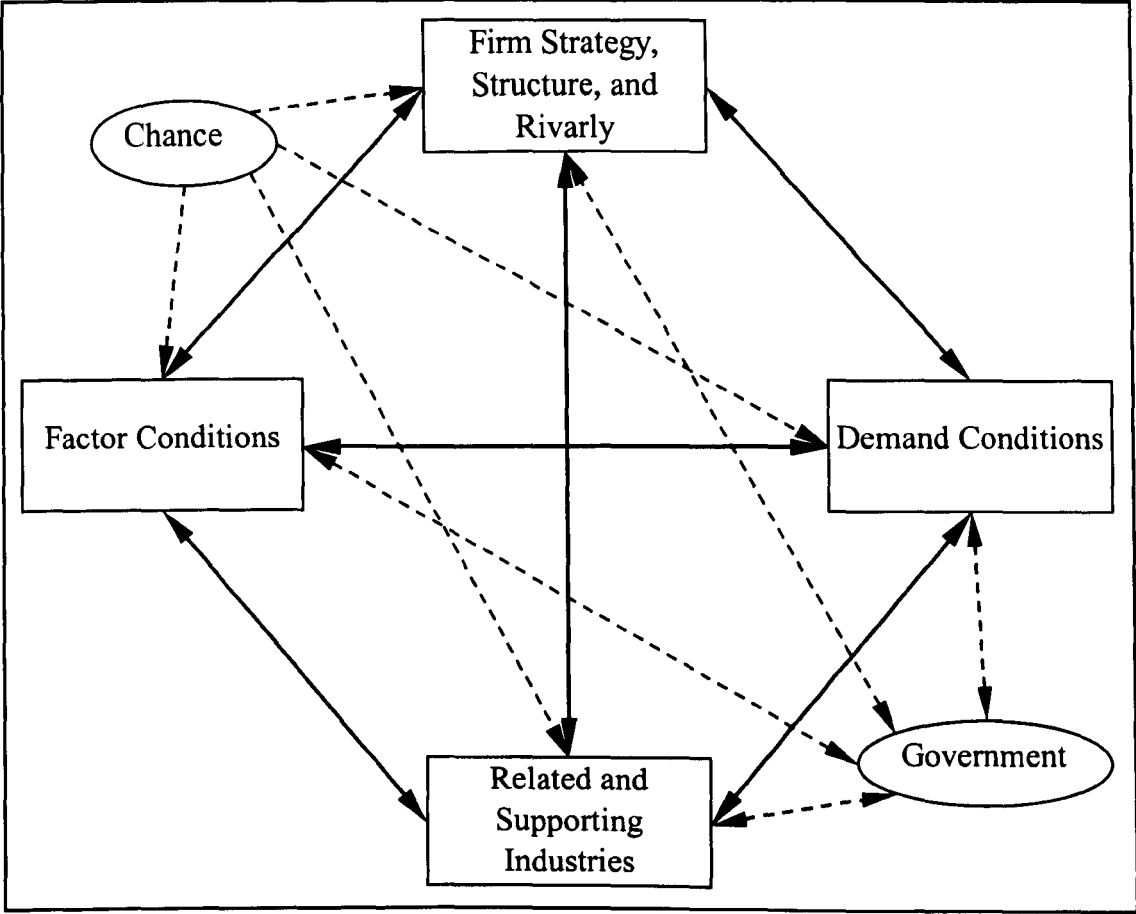 Firm Strategy,
Structure, and
Rivarly
Chance
Factor Conditions
Demand Conditions
Government
Related and
Supporting
Industries